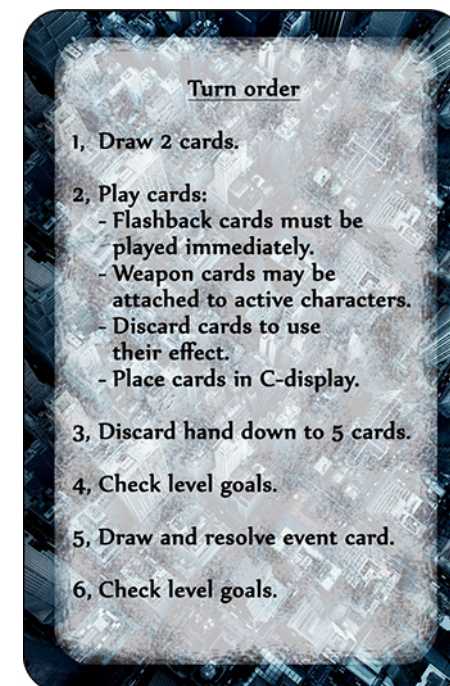 Turn order
1, Draw 2 cards.
2, Play cards:
- Flashback cards must be
played immediately.
- Weapon cards may be
attached to active characters.
- Discard cards to use
their effect.
- Place cards in C-display.
3, Discard hand down to 5 cards.
4, Check level goals.
5, Draw and resolve event card.
6, Check level goals.